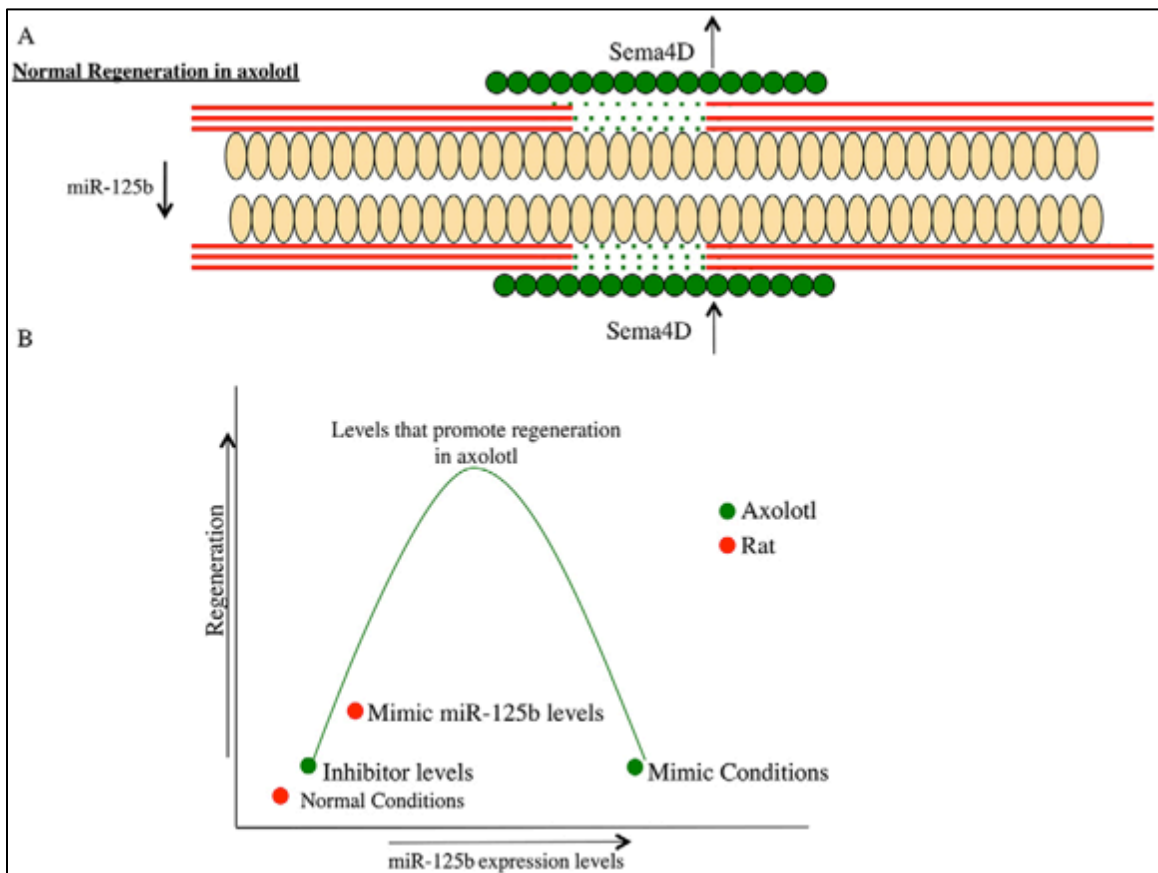 A
Sema4D
Normal Regeneration in axolotl
miR-125b
Sema4D
B
Levels that promote regeneration
in axolotl
Regeneration
Axolotl
Rat
Mimic miR-125b levels
Inhibitor levels
Mimic Conditions
Normal Conditions
miR-125b expression levels